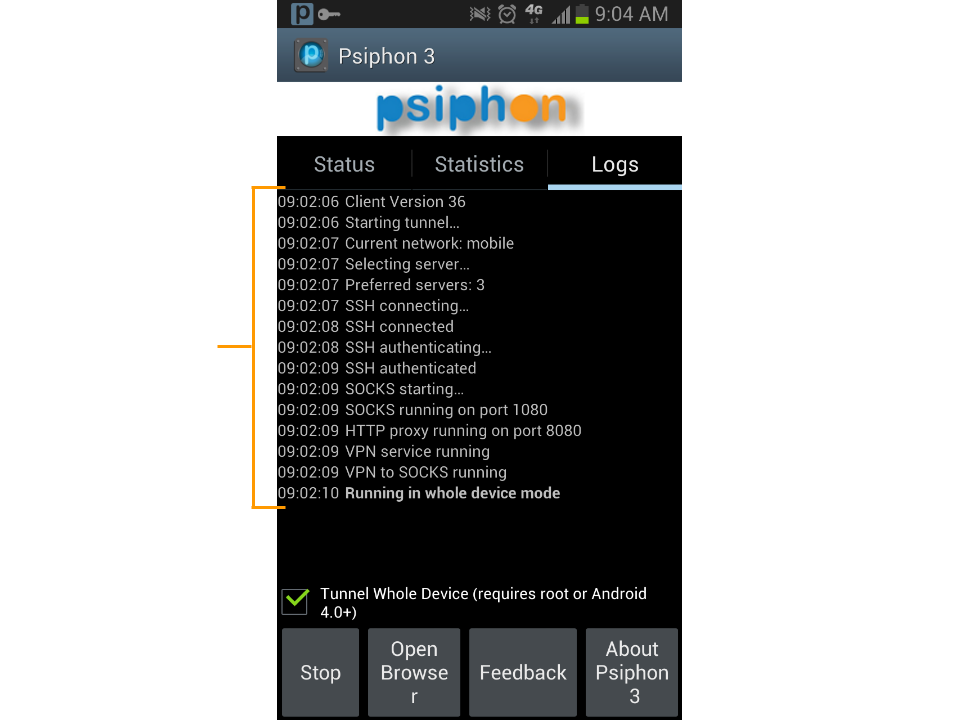 p 4G 9:04 AM
p Psiphon 3
psiphon
Status Statistics Logs
09:02:06 Client Version 36
09:02:06 Starting tunnel…
09:02:07 Current network: mobile
09:02:07 Selecting server…
09:02:07 Preferred servers: 3
09:02:07 SSH connecting…
09:02:08 SSH connected
09:02:08 SSH authenticating…
09:02:09 SSH authenticated
09:02:09 SOCKS starting…
09:02:09 SOCKS running on port 1080
09:02:09 HTTP proxy running on port 8080
09:02:09 VPN service running
09:02:09 VPN to SOCKS running
09:02:10 Running in whole device mode
Tunnel Whole Device (requires root or Android
4.0+)
Stop
Open
Browse
r
Feedback
About
Psiphon
3